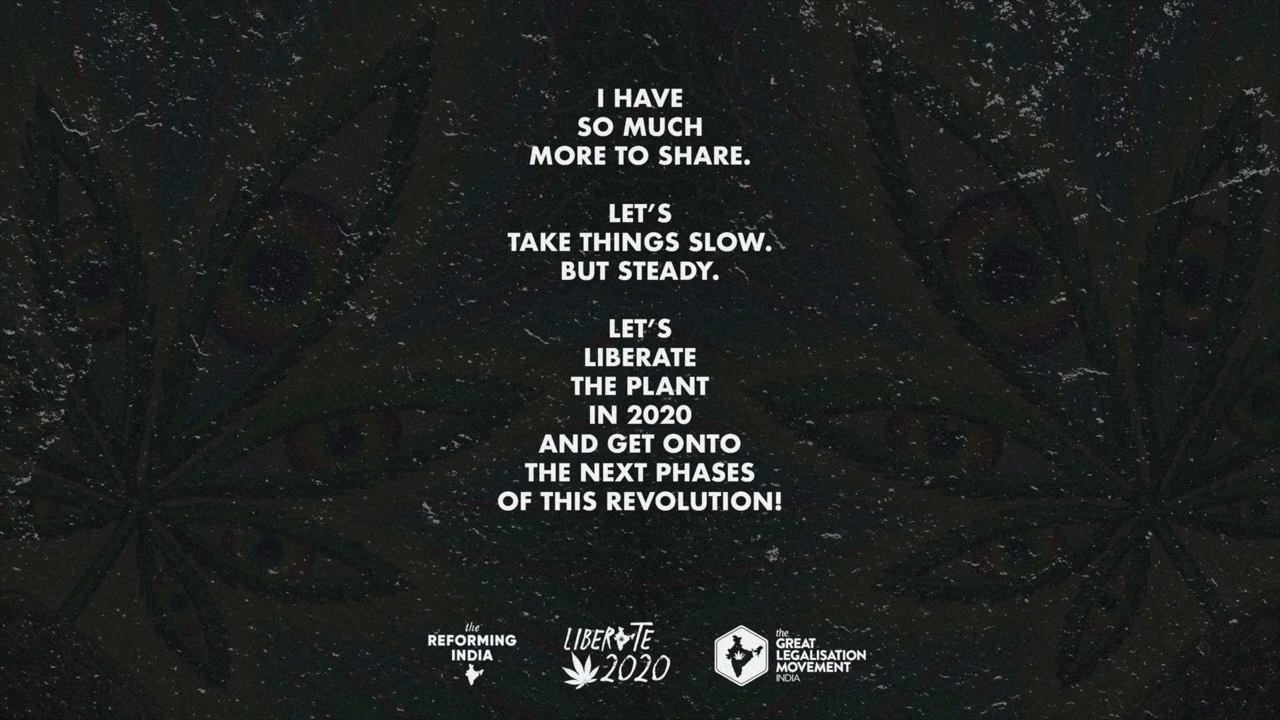 I HAVE
SO MUCH
MORE TO SHARE.
LET'S
TAKE THINGS SLOW.
BUT STEADY.
LET'S
LIBERATE
THE PLANT
IN 2020
AND GET ONTO
THE NEXT PHASES
OF THIS REVOLUTION!
the
REFORMING
INDIA
LIBERATE
2020
the
GREAT
LEGALISATION
MOVEMENT
INDIA